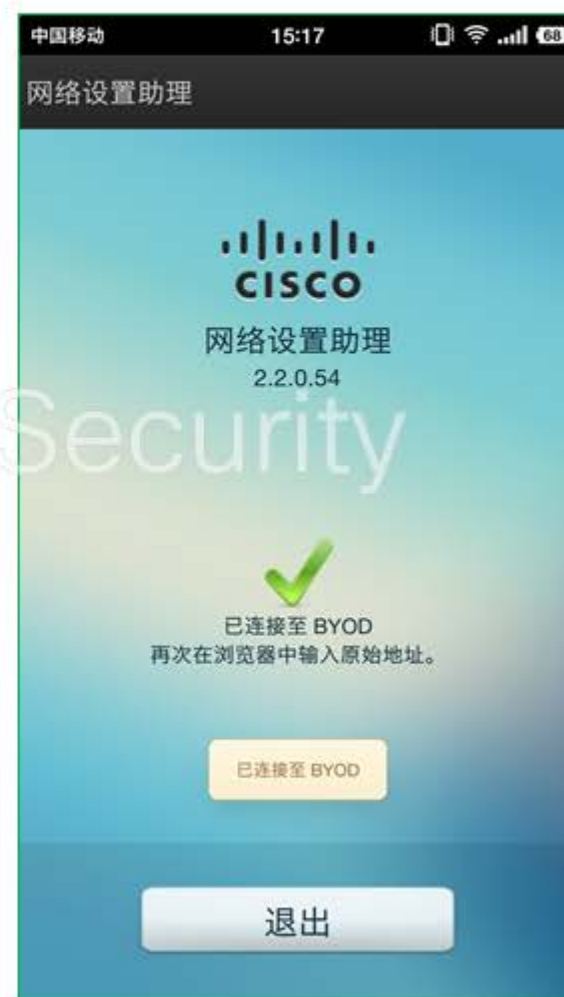 中国移动 15:17 68
网络设置助理
CISCO
网络设置助理
2.2.0.54
Security
已连接至 BYOD
再次在浏览器中输入原始地址。
已连接至 BYOD
退出